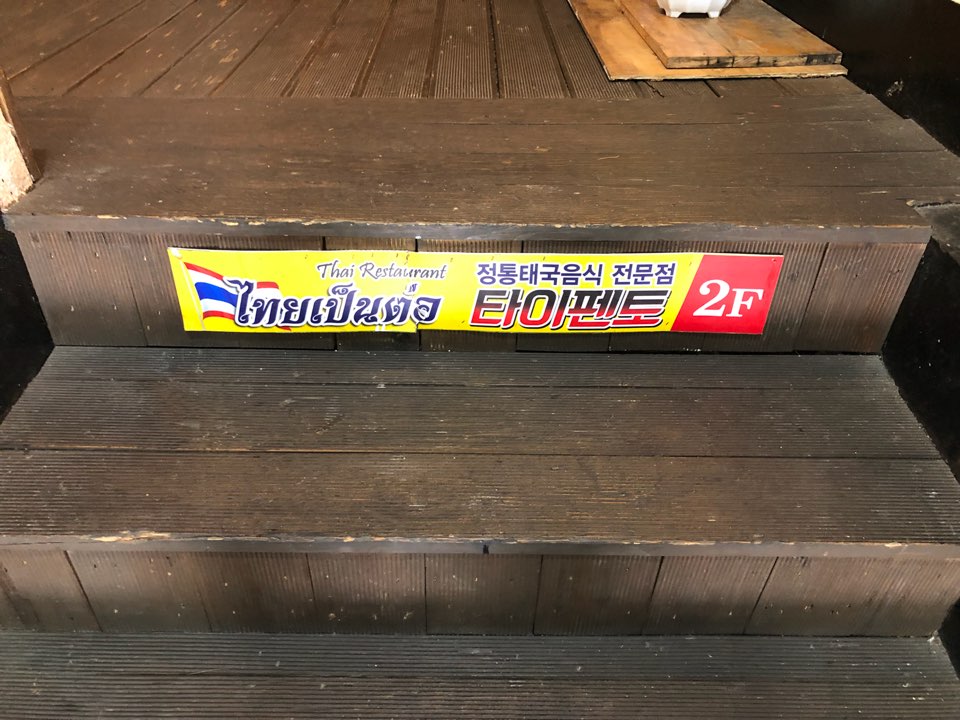 Thai Restaurant
ไทยเป็นต่อ
정통태국음식 전문점
타이펜토
2F